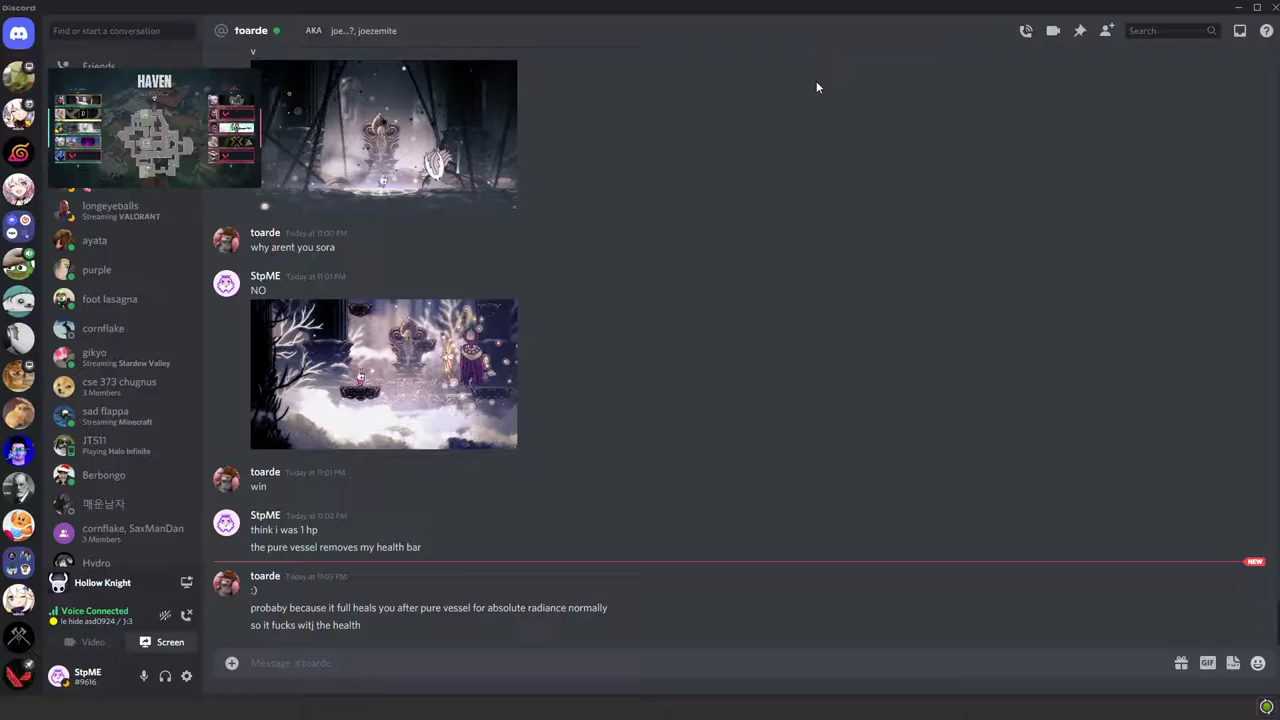 Discord
Find or start a conversation
toarde
AKA joe...?, joezemite
Search
Friends
HAVEN
v
longeyeballs
Streaming VALORANT
ayata
purple
foot lasagna
cornflake
gikyo
Streaming Stardew Valley
cse 373 chugnus
3 Members
sad flappa
Streaming Minecraft
JT511
Playing Halo Infinite
Berbongo
매운남자
cornflake, SaxManDan
3 Members
Hydro
Hollow Knight
Voice Connected
le hide asd0924 / }:3
Video
Screen
StpME
#9616
toarde Today at 11:00 PM
why arent you sora
StpME Today at 11:01 PM
NO
toarde Today at 11:01 PM
win
StpME Today at 11:02 PM
think i was 1 hp
the pure vessel removes my health bar
NEW
toarde Today at 11:03 PM
:)
probaby because it full heals you after pure vessel for absolute radiance normally
so it fucks witj the health
Message @toarde
GIF